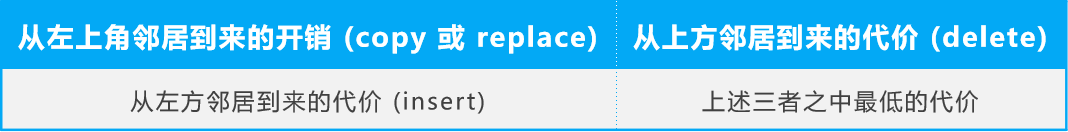 从左上角邻居到来的开销 (copy 或 replace)
从上方邻居到来的代价 (delete)
从左方邻居到来的代价 (insert)
上述三者之中最低的代价